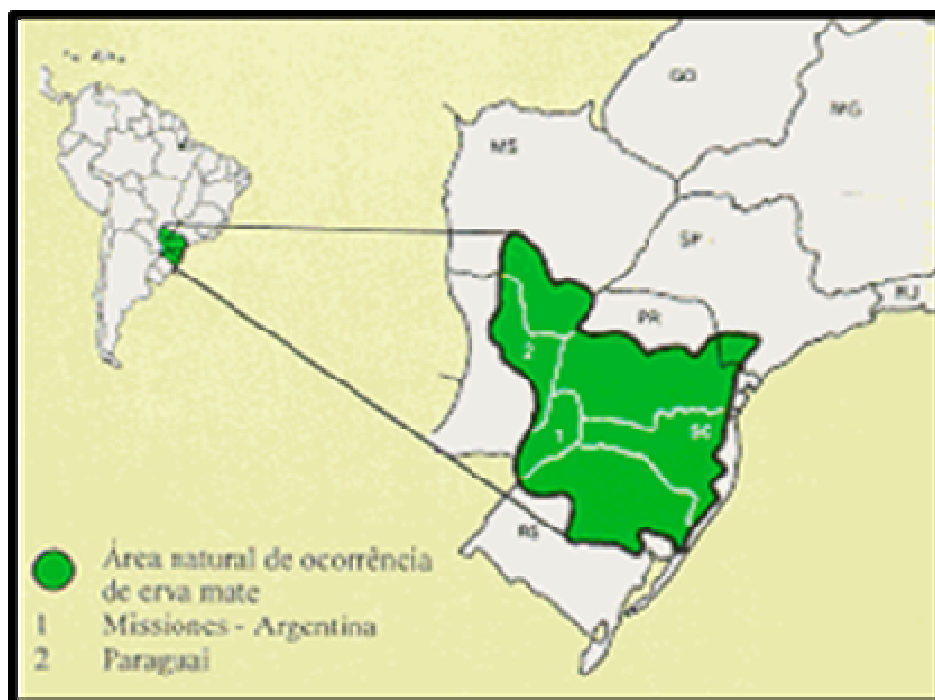 GO
MG
MS
SP
RJ
PR
2
1
SC
RS
Área natural de ocorrência
de erva mate
1 Missiones - Argentina
2 Paraguai